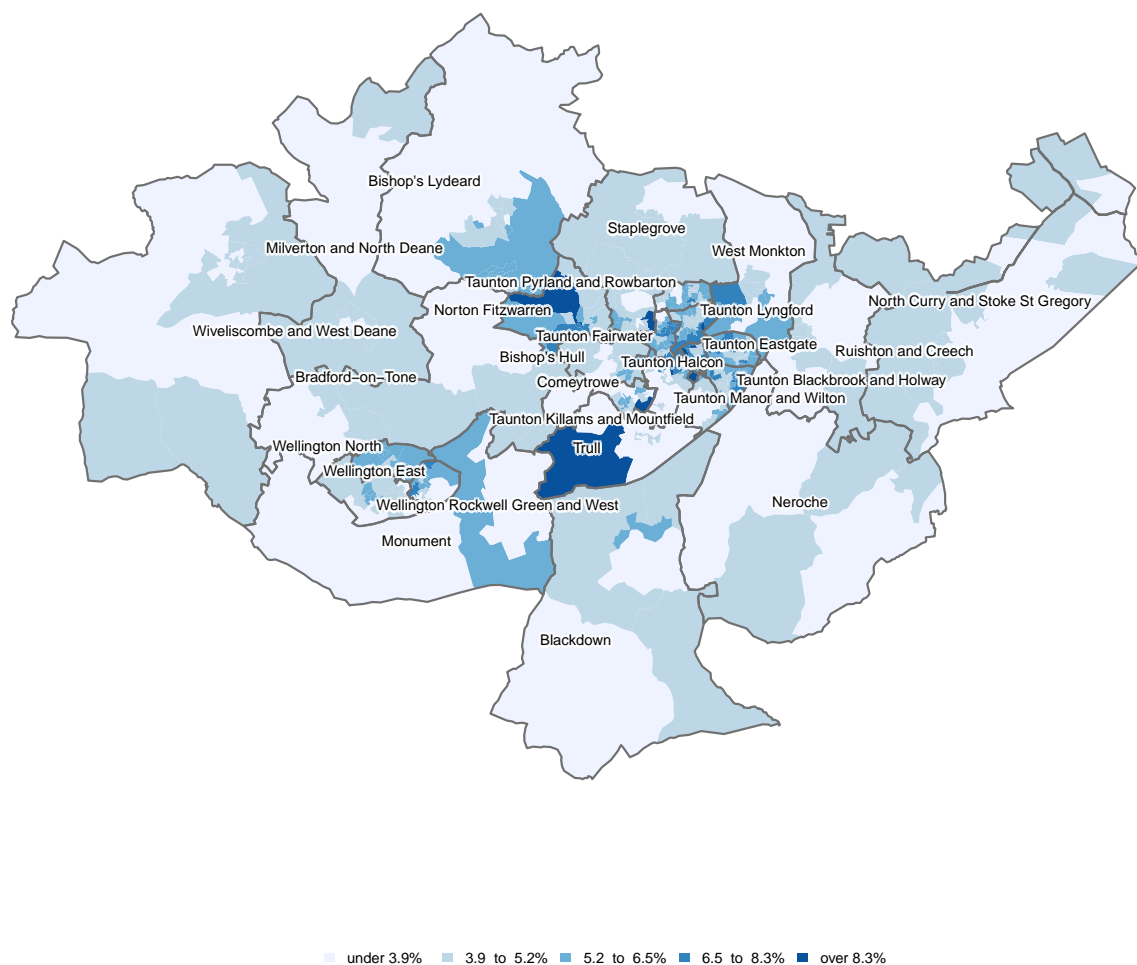 Bishop's Lydeard
Staplegrove
Milverton and North Deane
West Monkton
Taunton Pyrland and Rowbarton
North Curry and Stoke St Gregory
Norton Fitzwarren
Taunton Lyngford
Wiveliscombe and West Deane
Taunton Fairwater
Taunton Eastgate
Ruishton and Creech
Bishop's Hull
Taunton Halcon
Bradford−on−Tone
Comeytrowe
Taunton Blackbrook and Holway
Taunton Manor and Wilton
Taunton Killams and Mountfield
Wellington North
Trull
Wellington East
Neroche
Wellington Rockwell Green and West
Monument
Blackdown
under 3.9% 3.9 to 5.2% 5.2 to 6.5% 6.5 to 8.3% over 8.3%